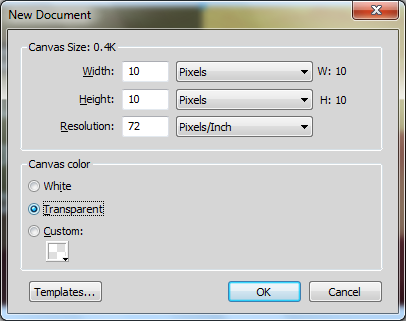 New Document
Canvas Size: 0.4K
Width: 10 Pixels W: 10
Height: 10 Pixels H: 10
Resolution: 72 Pixels/Inch
Canvas color
White
Transparent
Custom:
Templates... OK Cancel